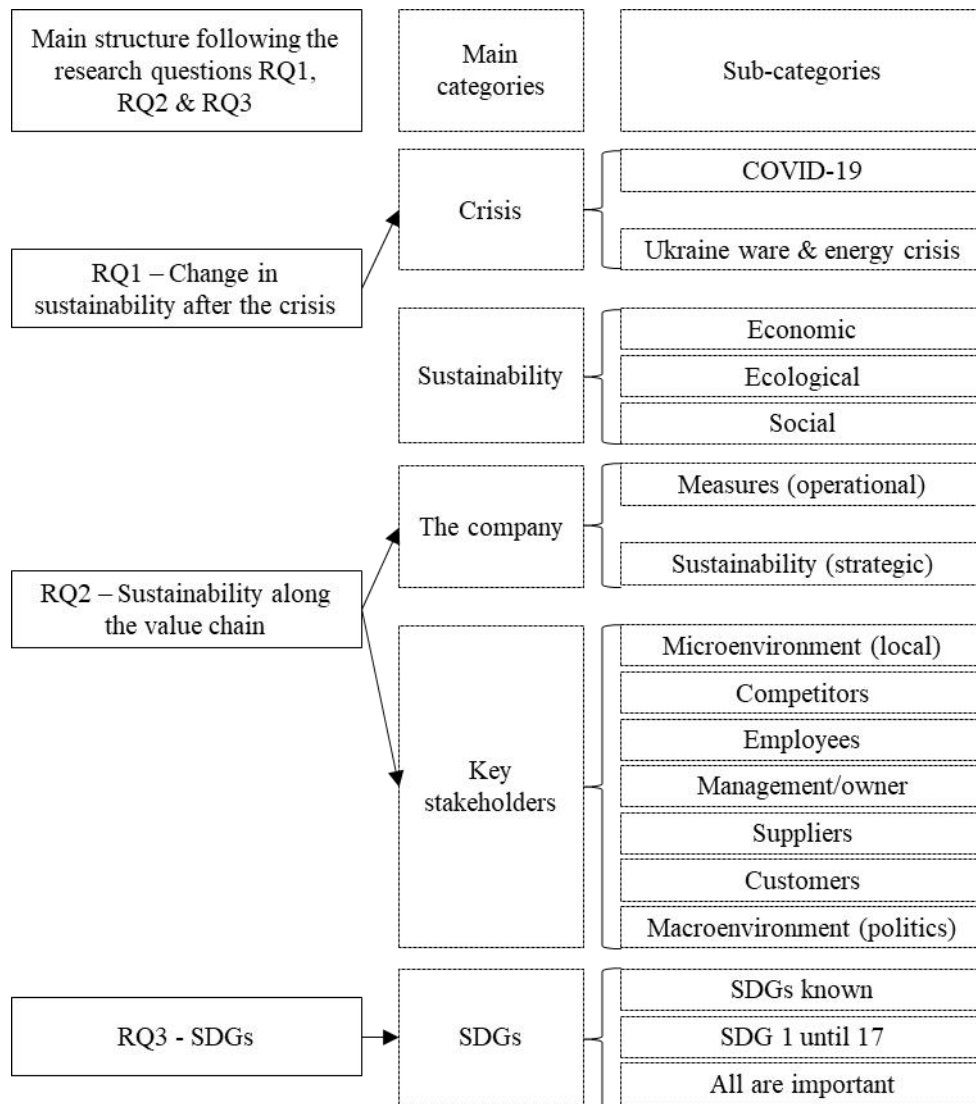 Main structure following the
research questions RQ1,
RQ2 & RQ3
Main
categories
Sub-categories
RQ1 – Change in
sustainability after the crisis
Crisis
COVID-19
Ukraine ware & energy crisis
Sustainability
Economic
Ecological
Social
RQ2 – Sustainability along
the value chain
The company
Measures (operational)
Sustainability (strategic)
Key
stakeholders
Microenvironment (local)
Competitors
Employees
Management/owner
Suppliers
Customers
Macroenvironment (politics)
RQ3 - SDGs
SDGs
SDGs known
SDG 1 until 17
All are important